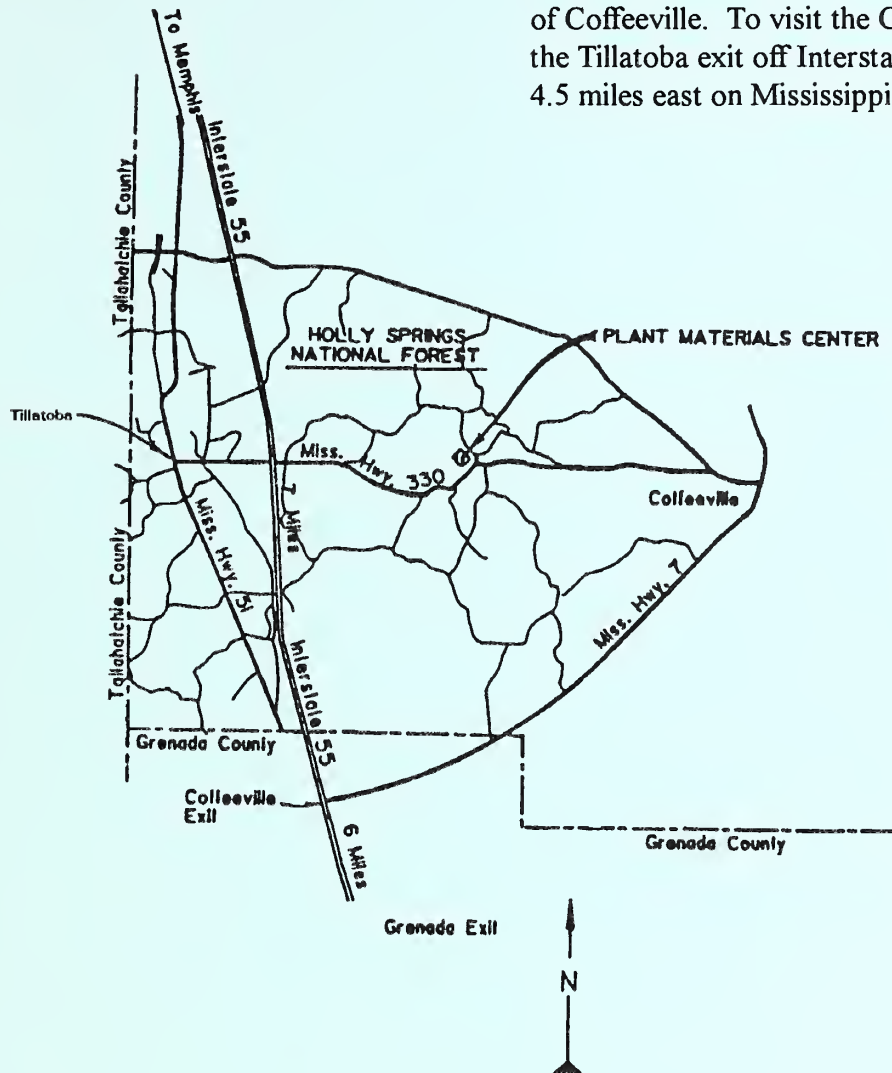 of Coffeeville. To visit the
the Tillatoba exit off
4.5 miles east on
To Memphis
Interstate 55
Tallahatchie County
HOLLY SPRINGS
NATIONAL FOREST
PLANT MATERIALS CENTER
Tillatoba
Miss. Hwy. 330
Coffeeville
7 Miles
Miss. Hwy. 51
Tallahatchie County
Miss. Hwy. 7
Interstate 55
Grenada County
Coffeeville
Exit
6 Miles
Grenada County
Grenada Exit
N